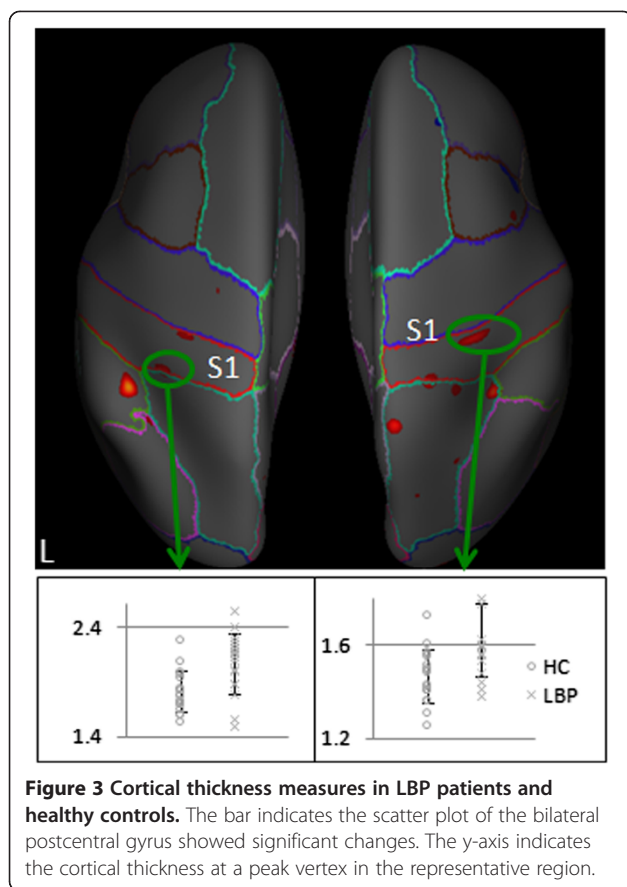 S1
S1
L
2.4
1.4
1.6
1.2
HC
LBP
Figure 3 Cortical thickness measures in LBP patients and
healthy controls. The bar indicates the scatter plot of the bilateral
postcentral gyrus showed significant changes. The y-axis indicates
the cortical thickness at a peak vertex in the representative region.